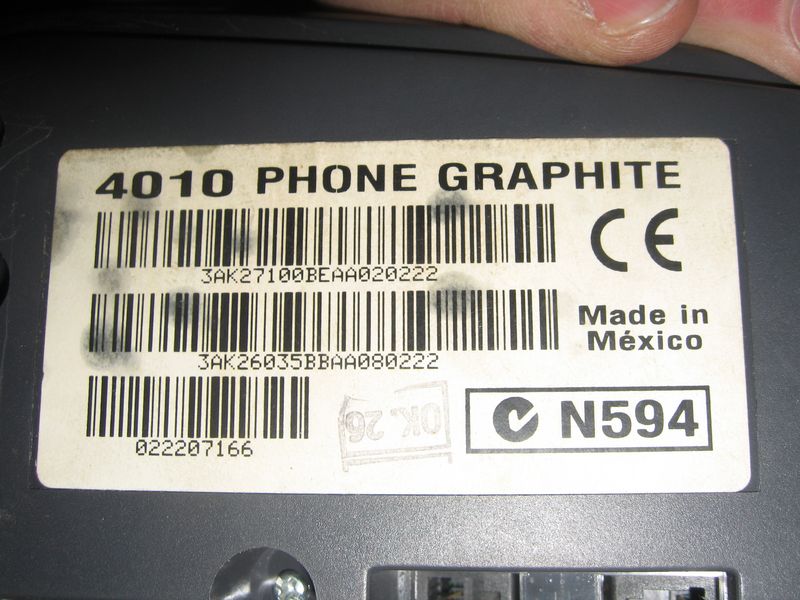 4010 PHONE GRAPHITE
3AK27100BEAA020222
CE
3AK26035BBAA080222
Made in
México
022207166
OK. 26
N594